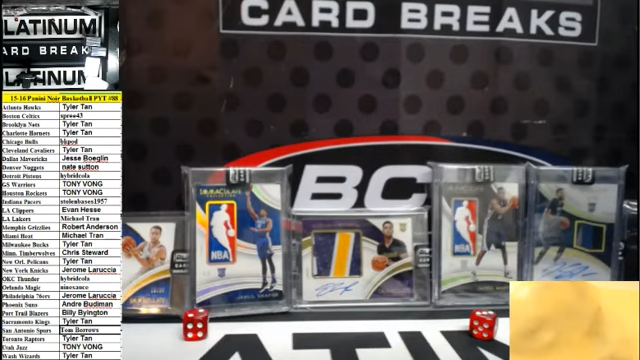 CARD BREAKS
LATINUM
ARD BREAK
LATINUM
15-16 Panini Noir Basketball PYT #88
Atlanta Hawks Tyler Tan
Boston Celtics spree43
Brooklyn Nets Tyler Tan
Charlotte Hornets Tyler Tan
Chicago Bulls bkpod
Cleveland Cavaliers Tyler Tan
Dallas Mavericks Jesse Boeglin
Denver Nuggets nate sutton
Detroit Pistons hybridcola
GS Warriors TONY VONG
Houston Rockets TONY VONG
Indiana Pacers stolenbases1957
LA Clippers Evan Hesse
LA Lakers Michael Tran
Memphis Grizzlies Robert Anderson
Miami Heat Michael Tran
Milwaukee Bucks Tyler Tan
Minn. Timberwolves Chris Steward
New Orl. Pelicans Tyler Tan
New York Knicks Jerome Laruccia
OKC Thunder hybridcola
Orlando Magic
Philadelphia 76ers Jerome Laruccia
Phoenix Suns Andre Budiman
Port Trail Blazers Billy Byington
Sacramento Kings Tyler Tan
San Antonio Spurs Tom Borrows
Toronto Raptors Tyler Tan
Utah Jazz TONY VONG
Wash Wizards Tyler Tan
BC
IMMACULATE
NBA
NBA
ATI